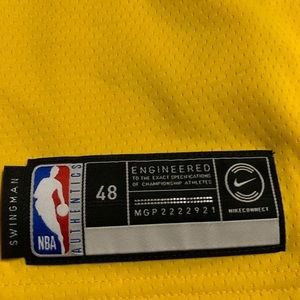 SWINGMAN
NBA
AUTHENTICS
48
ENGINEERED
TO THE EXACT SPECIFICATIONS
OF CHAMPIONSHIP ATHLETES
MGP2222921
NIKECONNECT